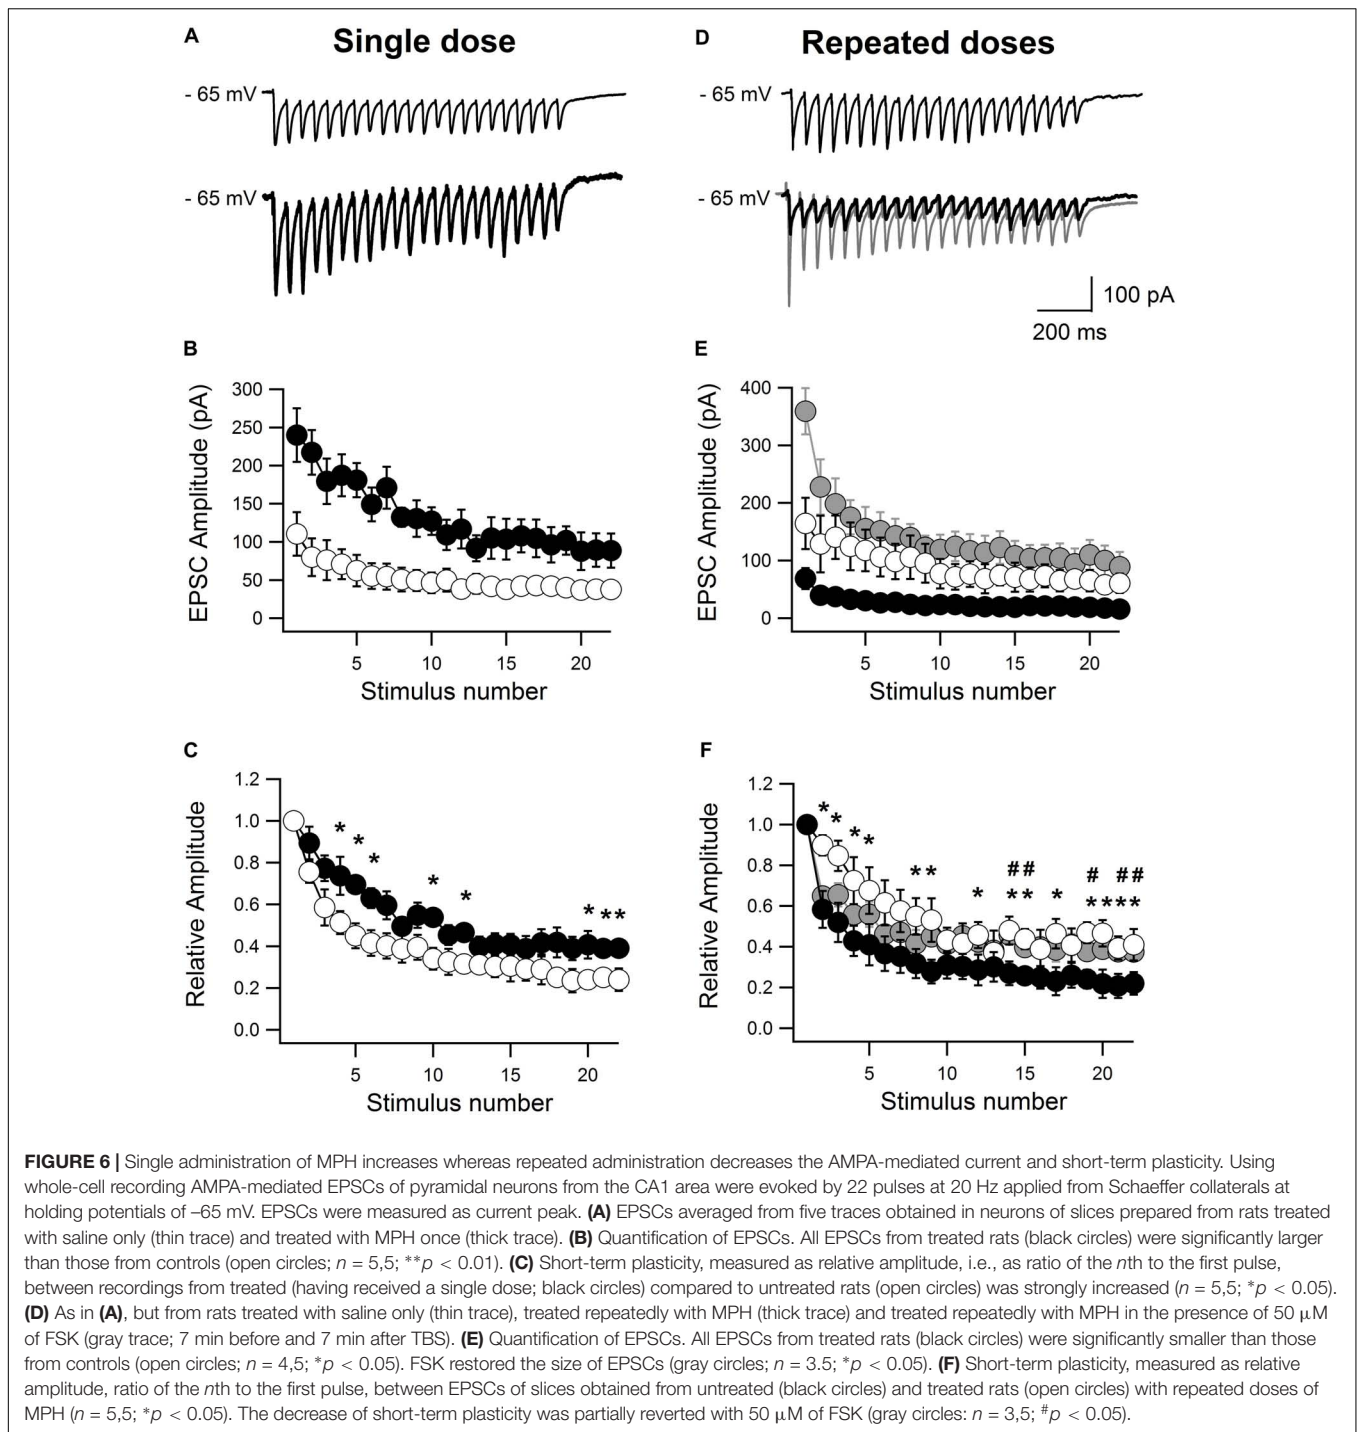 A
Single dose
D
Repeated doses
- 65 mV
- 65 mV
- 65 mV
- 65 mV
100 pA
200 ms
B
EPSC Amplitude (pA)
300
250
200
150
100
50
0
5
10
15
20
Stimulus number
E
EPSC Amplitude (pA)
400
300
200
100
0
5
10
15
20
Stimulus number
C
Relative Amplitude
1.2
1.0
0.8
0.6
0.4
0.2
0.0
* * * * * * **
5
10
15
20
Stimulus number
F
Relative Amplitude
1.2
1.0
0.8
0.6
0.4
0.2
0.0
## # ##
* * * * ** * ** * ****
5
10
15
20
Stimulus number
FIGURE 6 | Single administration of MPH increases whereas repeated administration decreases the AMPA-mediated current and short-term plasticity. Using
whole-cell recording AMPA-mediated EPSCs of pyramidal neurons from the CA1 area were evoked by 22 pulses at 20 Hz applied from Schaeffer collaterals at
holding potentials of –65 mV. EPSCs were measured as current peak. (A) EPSCs averaged from five traces obtained in neurons of slices prepared from rats treated
with saline only (thin trace) and treated with MPH once (thick trace). (B) Quantification of EPSCs. All EPSCs from treated rats (black circles) were significantly larger
than those from controls (open circles; n = 5,5; **p < 0.01). (C) Short-term plasticity, measured as relative amplitude, i.e., as ratio of the nth to the first pulse,
between recordings from treated (having received a single dose; black circles) compared to untreated rats (open circles) was strongly increased (n = 5,5; *p < 0.05).
(D) As in (A), but from rats treated with saline only (thin trace), treated repeatedly with MPH (thick trace) and treated repeatedly with MPH in the presence of 50 μM
of FSK (gray trace; 7 min before and 7 min after TBS). (E) Quantification of EPSCs. All EPSCs from treated rats (black circles) were significantly smaller than those
from controls (open circles; n = 4,5; *p < 0.05). FSK restored the size of EPSCs (gray circles; n = 3.5; *p < 0.05). (F) Short-term plasticity, measured as relative
amplitude, ratio of the nth to the first pulse, between EPSCs of slices obtained from untreated (black circles) and treated rats (open circles) with repeated doses of
MPH (n = 5,5; *p < 0.05). The decrease of short-term plasticity was partially reverted with 50 μM of FSK (gray circles: n = 3,5; #p < 0.05).